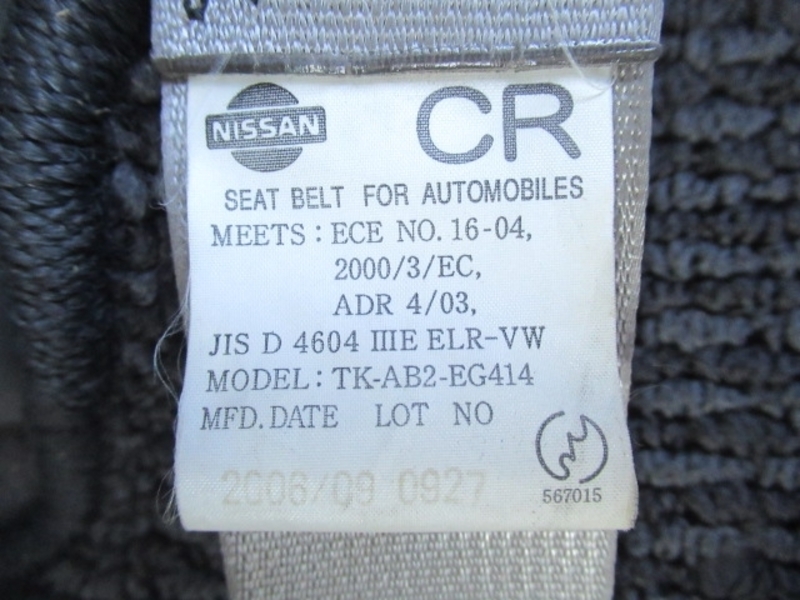 NISSAN CR
SEAT BELT FOR AUTOMOBILES
MEETS : ECE NO. 16-04,
2000/3/EC,
ADR 4/03,
JIS D 4604 IIIE ELR-VW
MODEL : TK-AB2-EG414
MFD. DATE LOT NO
2006/09 0927
567015